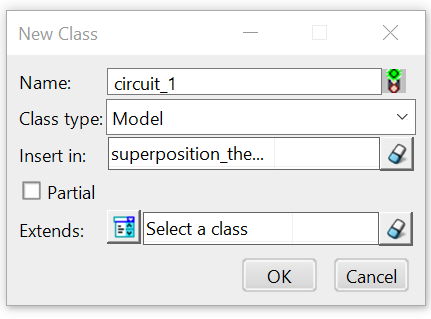 New Class
Name: circuit_1
Class type: Model
Insert in: superposition_the...
Partial
Extends: Select a class
OK Cancel